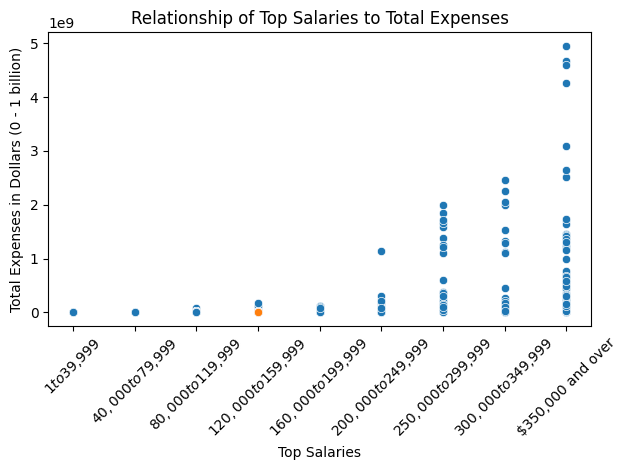 Relationship of Top Salaries to Total Expenses
1e9
Total Expenses in Dollars (0 - 1 billion)
5
4
3
2
1
0
1to39,999
40,000to79,999
80,000to119,999
120,000to159,999
160,000to199,999
200,000to249,999
250,000to299,999
300,000to349,999
$350,000 and over
Top Salaries